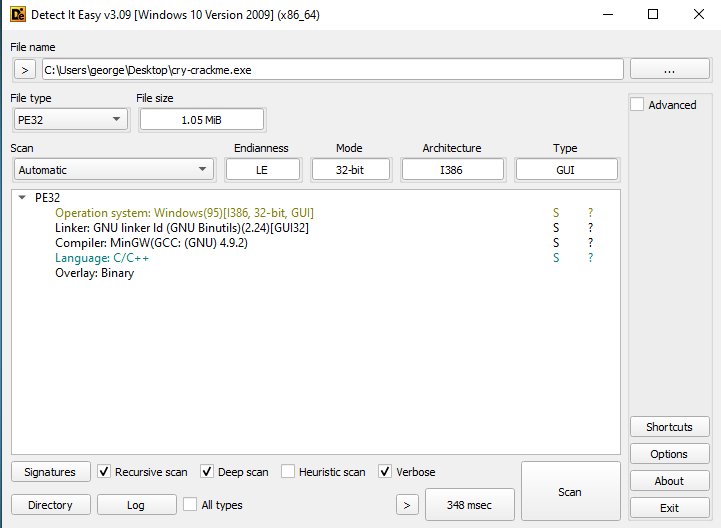 Detect It Easy v3.09 [Windows 10 Version 2009] (x86_64)
File name
> C:\Users\george\Desktop\cry-crackme.exe ...
File type File size
PE32 1.05 MiB
Advanced
Scan Endianness Mode Architecture Type
Automatic LE 32-bit I386 GUI
PE32
Operation system: Windows(95)[I386, 32-bit, GUI] S ?
Linker: GNU linker ld (GNU Binutils)(2.24)[GUI32] S ?
Compiler: MinGW(GCC: (GNU) 4.9.2) S ?
Language: C/C++ S ?
Overlay: Binary
Shortcuts
Options
Signatures Recursive scan Deep scan Heuristic scan Verbose
Scan
About
Directory Log All types > 348 msec
Exit